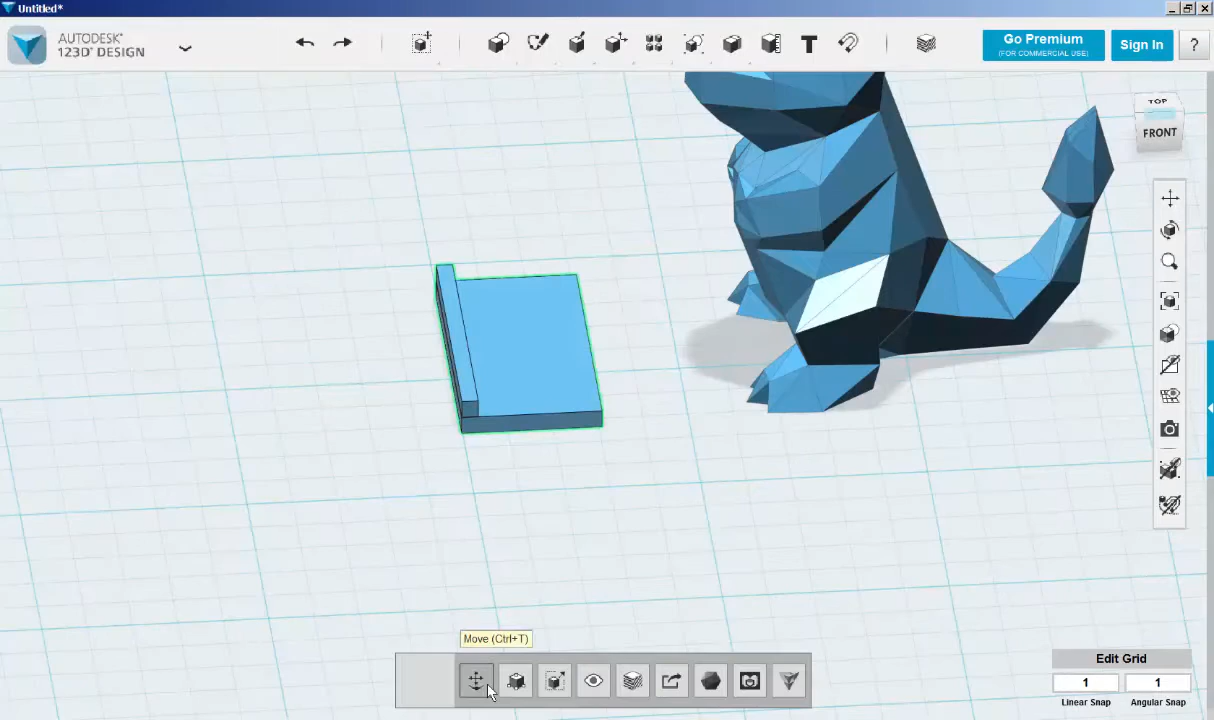 Untitled*
AUTODESK®
123D® DESIGN
Go Premium
(FOR COMMERCIAL USE)
Sign In
?
TOP
FRONT
Move (Ctrl+T)
Edit Grid
1
1
Linear Snap
Angular Snap